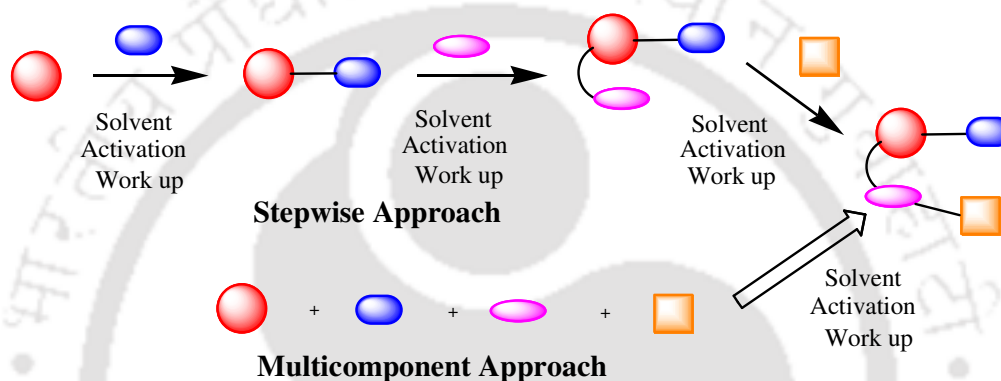 Solvent
Activation
Work up
Solvent
Activation
Work up
Solvent
Activation
Work up
Stepwise Approach
+ + +
Solvent
Activation
Work up
Multicomponent Approach